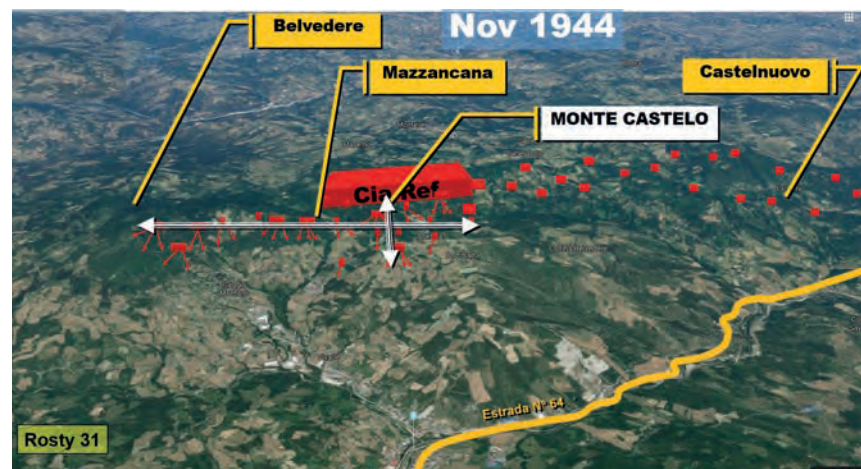 Belvedere
Nov 1944
Mazzancana
Castelnuovo
MONTE CASTELO
Cia Ref
Estrada Nº 64
Rosty 31